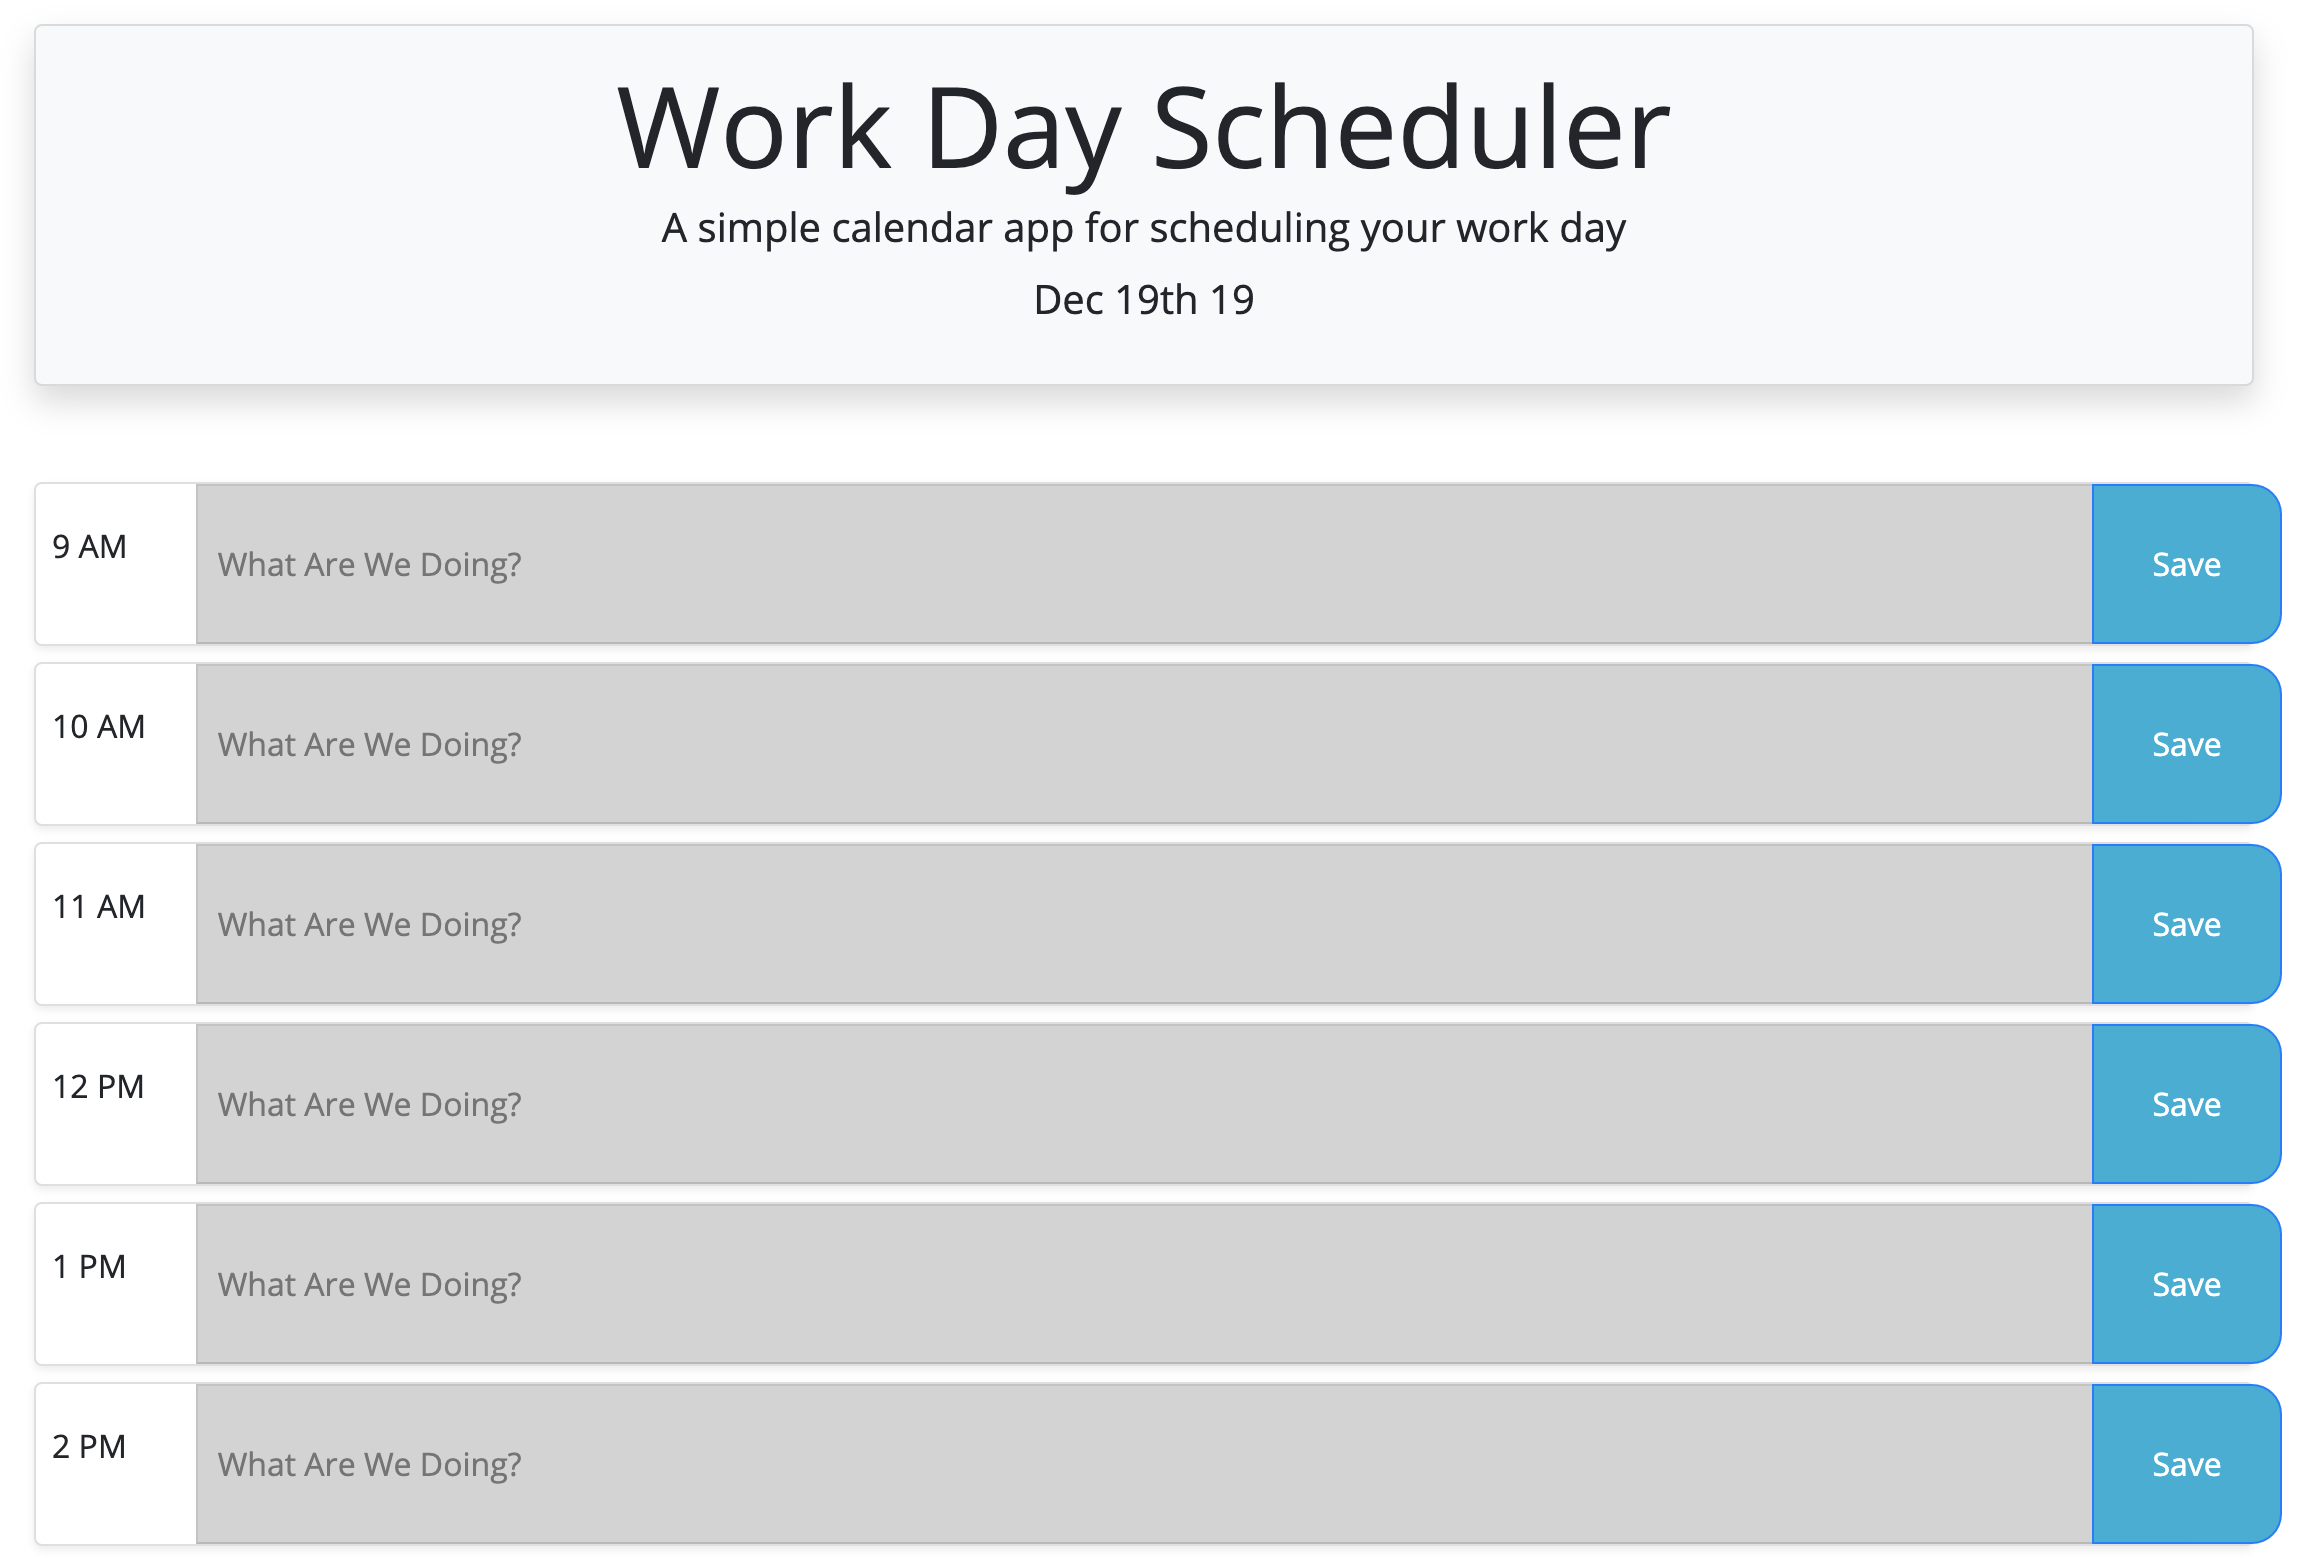 Work Day Scheduler
A simple calendar app for scheduling your work day
Dec 19th 19
9 AM
What Are We Doing?
Save
10 AM
What Are We Doing?
Save
11 AM
What Are We Doing?
Save
12 PM
What Are We Doing?
Save
1 PM
What Are We Doing?
Save
2 PM
What Are We Doing?
Save